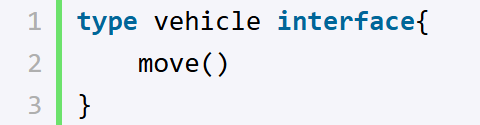 1 type vehicle interface{
2     move()
3 }